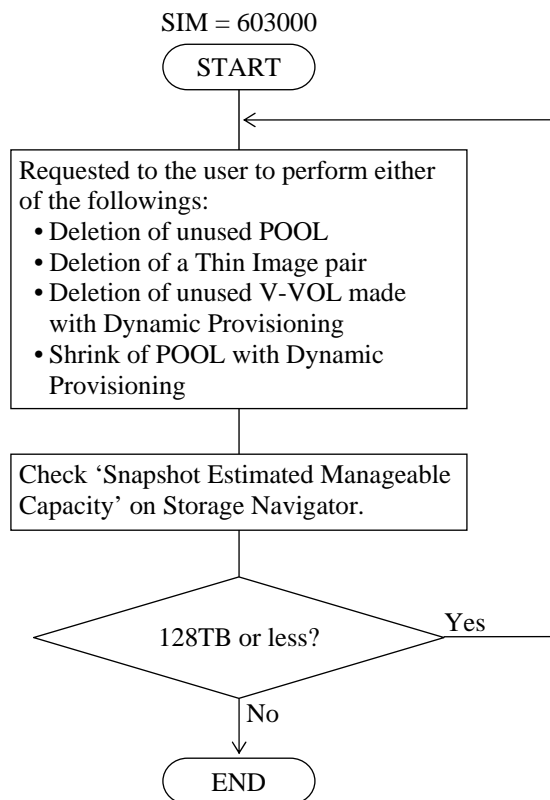 SIM = 603000
START
Requested to the user to perform either
of the followings:
• Deletion of unused POOL
• Deletion of a Thin Image pair
• Deletion of unused V-VOL made
with Dynamic Provisioning
• Shrink of POOL with Dynamic
Provisioning
Check ‘Snapshot Estimated Manageable
Capacity’ on Storage Navigator.
128TB or less?
Yes
No
END